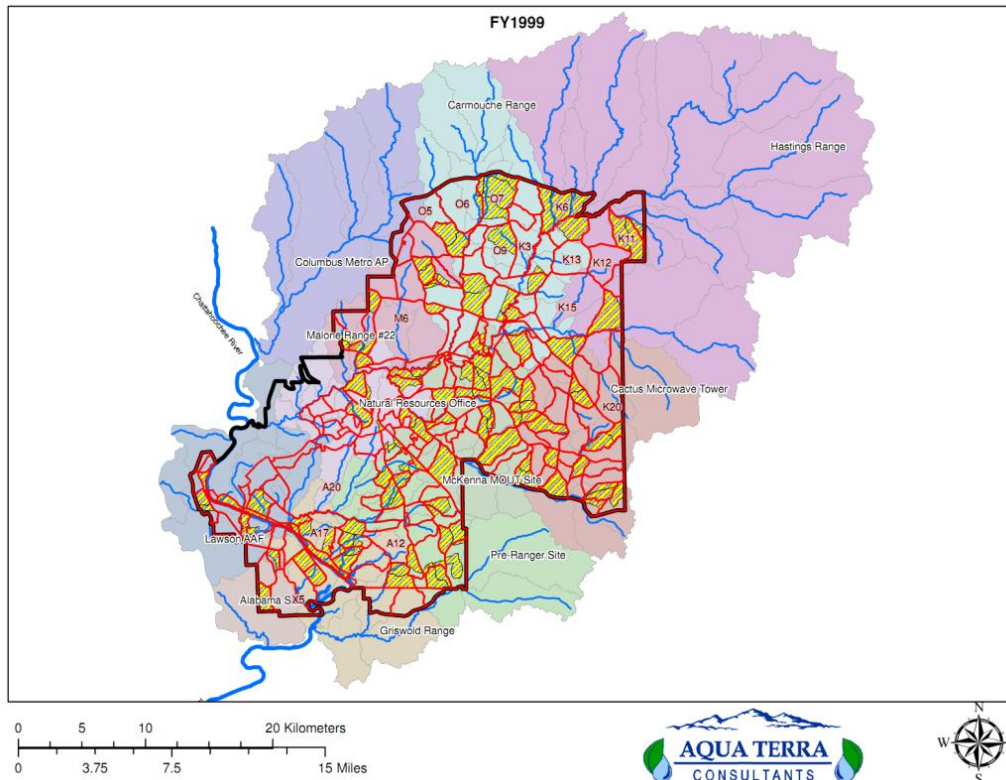 FY1999
Carmouche Range
Hastings Range
O5
O6
O7
K6
K11
O9
K3
K13
K12
Columbus Metro AP
Chattahoochee River
K15
M6
Malone Range #22
Cactus Microwave Tower
Natural Resources Office
K20
McKenna MOUT Site
A20
A17
A12
Lawson AAF
Pre-Ranger Site
Alabama S
X5
Griswold Range
0 5 10 20 Kilometers
0 3.75 7.5 15 Miles
AQUA TERRA
CONSULTANTS
N
W
S